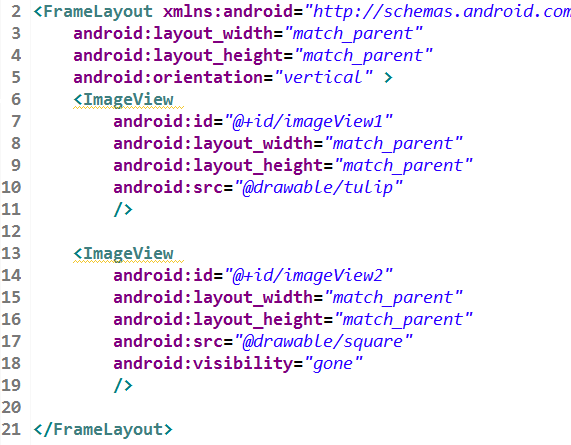 2 <FrameLayout xmlns:android="http://schemas.android.com
3 android:layout_width="match_parent"
4 android:layout_height="match_parent"
5 android:orientation="vertical" >
6 <ImageView
7 android:id="@+id/imageView1"
8 android:layout_width="match_parent"
9 android:layout_height="match_parent"
10 android:src="@drawable/tulip"
11 />
12
13 <ImageView
14 android:id="@+id/imageView2"
15 android:layout_width="match_parent"
16 android:layout_height="match_parent"
17 android:src="@drawable/square"
18 android:visibility="gone"
19 />
20
21 </FrameLayout>